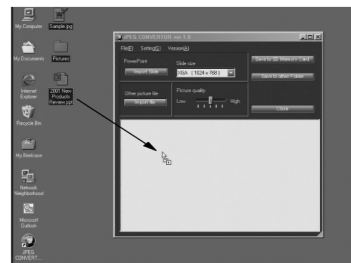 My Computer
Sample.jpg
My Documents
Pictures
Internet
Explorer
2001 New
Products
Review.ppt
Recycle Bin
My Briefcase
Network
Neighborhood
Microsoft
Outlook
JPEG
CONVERT...
JPEG CONVERTOR ver 1.0
File(F) Setting(S) Version(A)
PowerPoint
Import Slide
Slide size
XGA ( 1024 x 768 )
Save to SD Memory Card
Save to other Folder
Other picture file
Import file
Picture quality
Low High